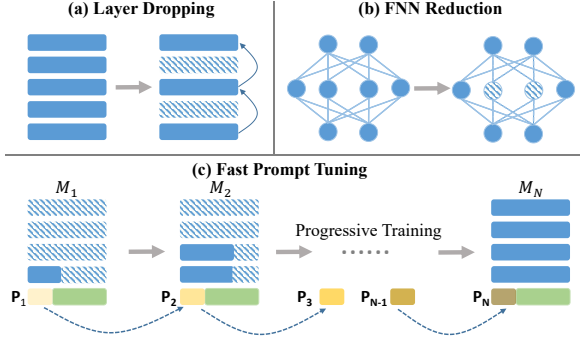 (a) Layer Dropping
(b) FNN Reduction
(c) Fast Prompt Tuning
M1 M2 MN
Progressive Training
......
P1 P2 P3 PN-1 PN